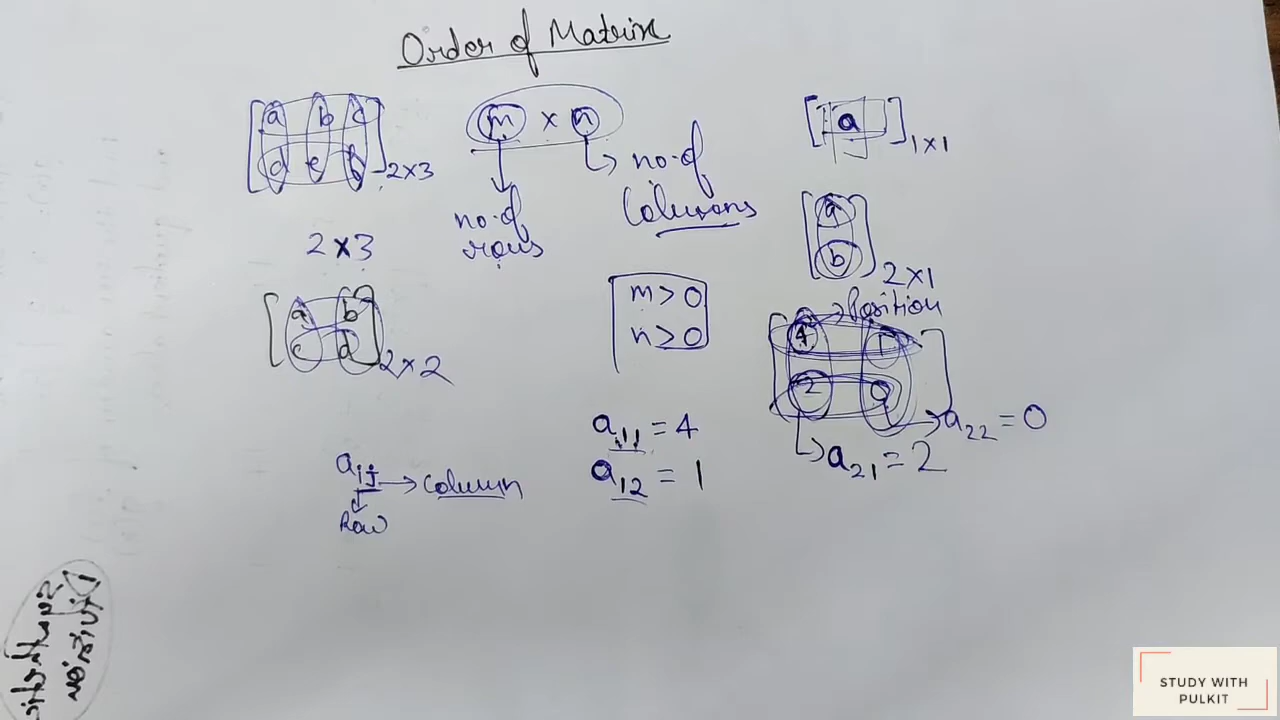 Order of Matrix
[a b c
d e f] 2×3
m × n
no. of rows
no. of Columns
[a] 1×1
2×3
[a
b] 2×1
[a b
c d] 2×2
m > 0
n > 0
→ Position
[4 1
2 0]
a11 = 4
a12 = 1
a21 = 2
a22 = 0
aij → Column
Row
STUDY WITH
PULKIT